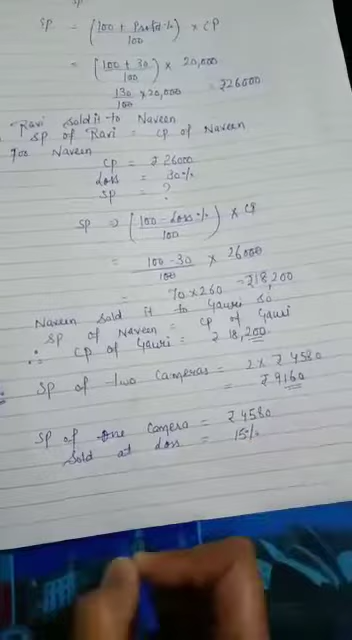 SP
SP = (100 + Profit % / 100) × CP
= (100 + 30 / 100) × 20,000
= 130/100 × 20,000 = ₹26000
Ravi sold it to Naveen
SP of Ravi = CP of Naveen
For Naveen
CP = ₹ 26000
loss = 30%
SP = ?
SP ⇒ (100 - loss % / 100) × CP
= 100 - 30 / 100 × 26000
= 70 × 260 = ₹18,200
Naveen sold it to Gauri so
SP of Naveen = CP of Gauri
∴ CP of Gauri = ₹ 18,200
SP of two cameras = 2 × ₹ 4580
= ₹ 9160
SP of one camera = ₹ 4580
Sold at loss = 15%